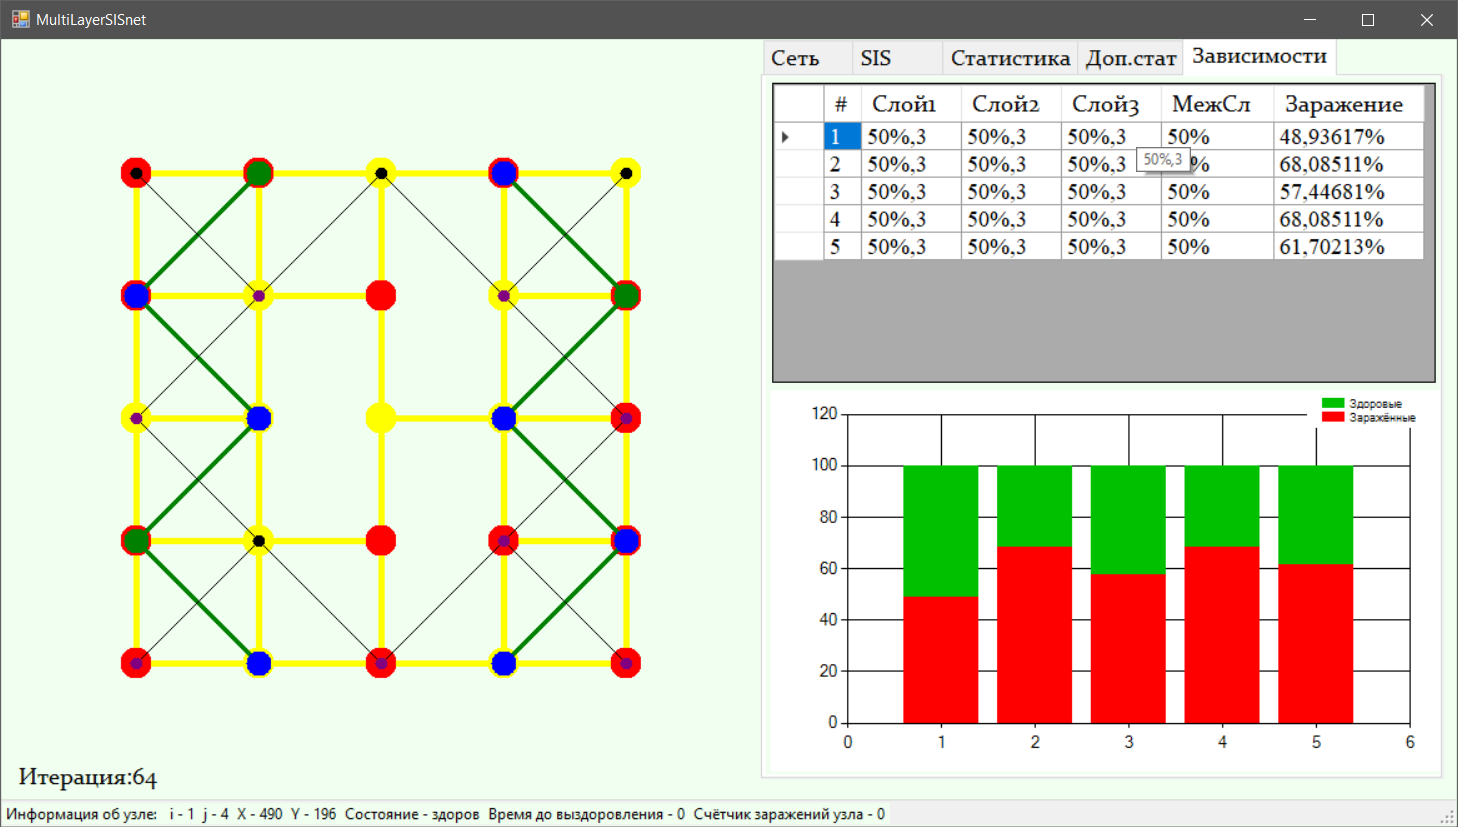 MultiLayerSISnet
Сеть SIS Статистика Доп.стат Зависимости
# Слой1 Слой2 Слой3 МежСл Заражение
1 50%,3 50%,3 50%,3 50% 48,93617%
50%,3
2 50%,3 50%,3 50%,3 % 68,08511%
3 50%,3 50%,3 50%,3 50% 57,44681%
4 50%,3 50%,3 50%,3 50% 68,08511%
5 50%,3 50%,3 50%,3 50% 61,70213%
Здоровые
Заражённые
120
100
80
60
40
20
0
0 1 2 3 4 5 6
Итерация:64
Информация об узле: i - 1 j - 4 X - 490 Y - 196 Состояние - здоров Время до выздоровления - 0 Счётчик заражений узла - 0